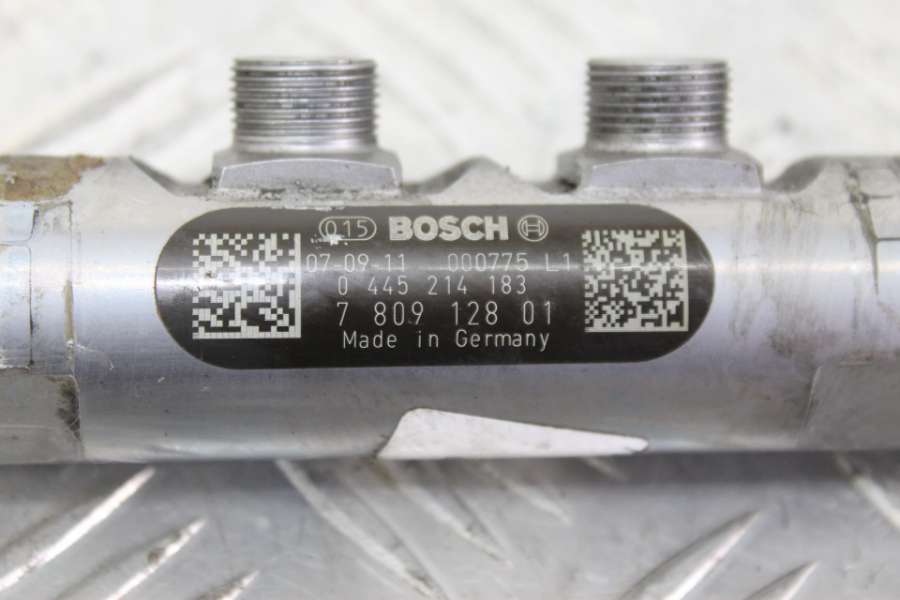 015 BOSCH
07-09-11 000775 L1
0 445 214 183
7 809 128 01
Made in Germany